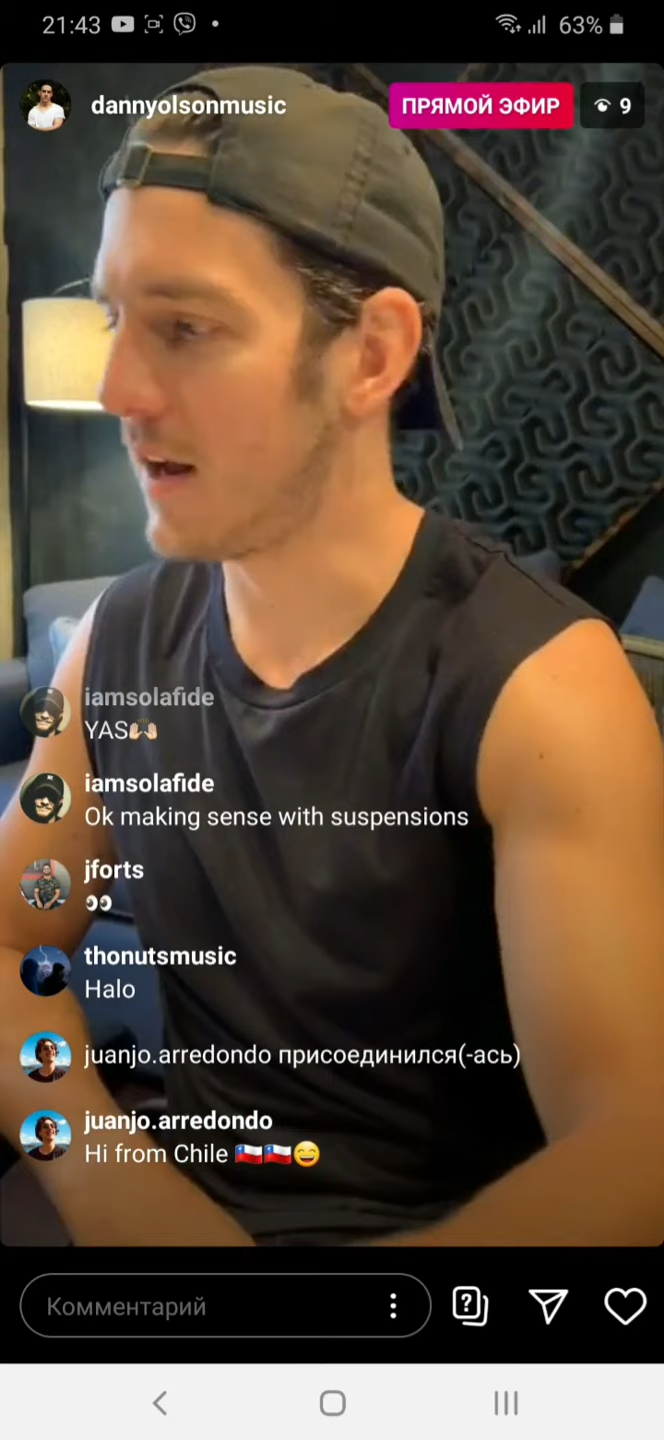 21:43
63%
dannyolsonmusic
ПРЯМОЙ ЭФИР
9
iamsolafide
YAS🙌🏻
iamsolafide
Ok making sense with suspensions
jforts
👀
thonutsmusic
Halo
juanjo.arredondo присоединился(-ась)
juanjo.arredondo
Hi from Chile 🇨🇱🇨🇱😄
Комментарий